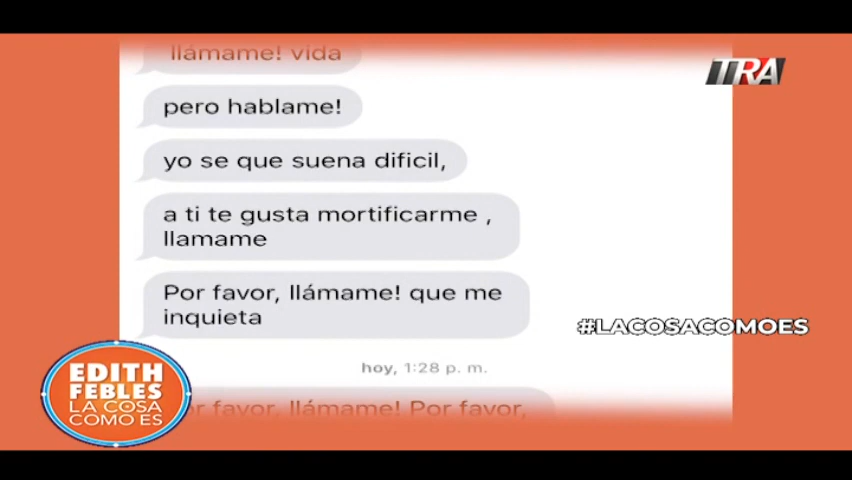 llámame! vida
TRA
pero hablame!
yo se que suena dificil,
a ti te gusta mortificarme ,
llamame
Por favor, llámame! que me
inquieta
#LACOSACOMOES
hoy, 1:28 p. m.
Por favor, llámame! Por favor,
EDITH
FEBLES
LA COSA
COMO ES